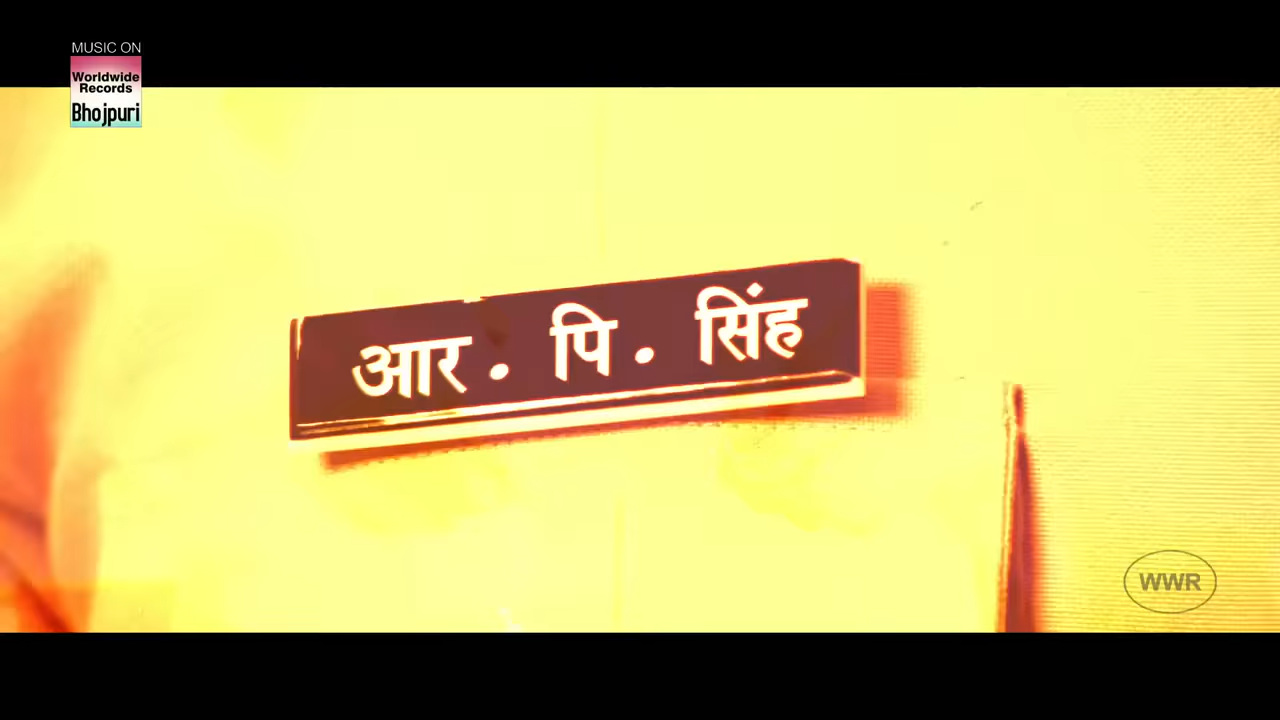 MUSIC ON
Worldwide
Records
Bhojpuri
आर. पि. सिंह
WWR